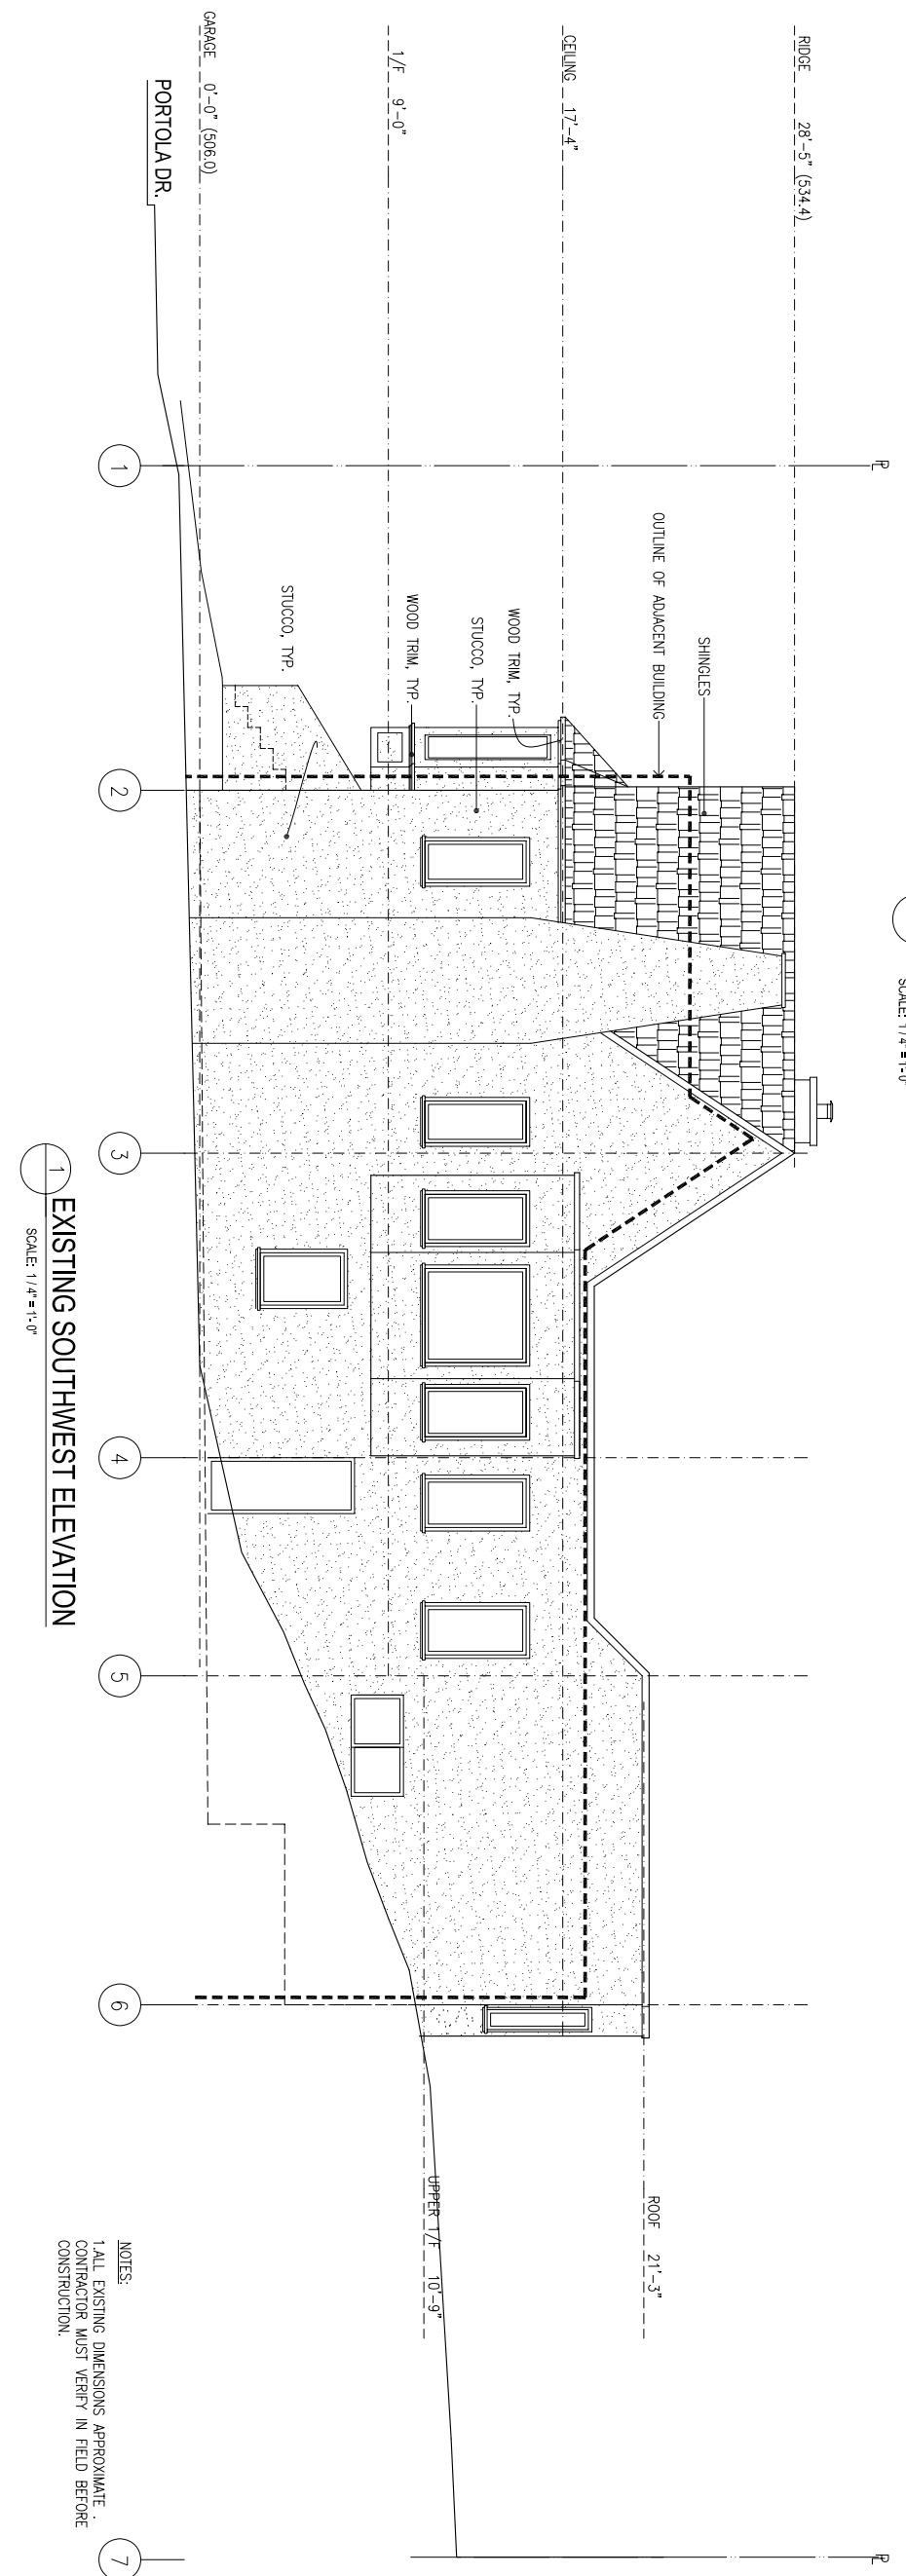 RIDGE 28'-5" (534.4)
CEILING 17'-4"
1/F 9'-0"
GARAGE 0'-0" (506.0)
PORTOLA DR.
PL
OUTLINE OF ADJACENT BUILDING
SHINGLES
WOOD TRIM, TYP.
STUCCO, TYP.
WOOD TRIM, TYP.
STUCCO, TYP.
ROOF 21'-3"
UPPER 1/F 10'-9"
PL
1
2
3
4
5
6
7
1
EXISTING SOUTHWEST ELEVATION
SCALE: 1/4" = 1'-0"
NOTES:
1.ALL EXISTING DIMENSIONS APPROXIMATE .
CONTRACTOR MUST VERIFY IN FIELD BEFORE
CONSTRUCTION.
SCALE: 1/4" = 1'-0"